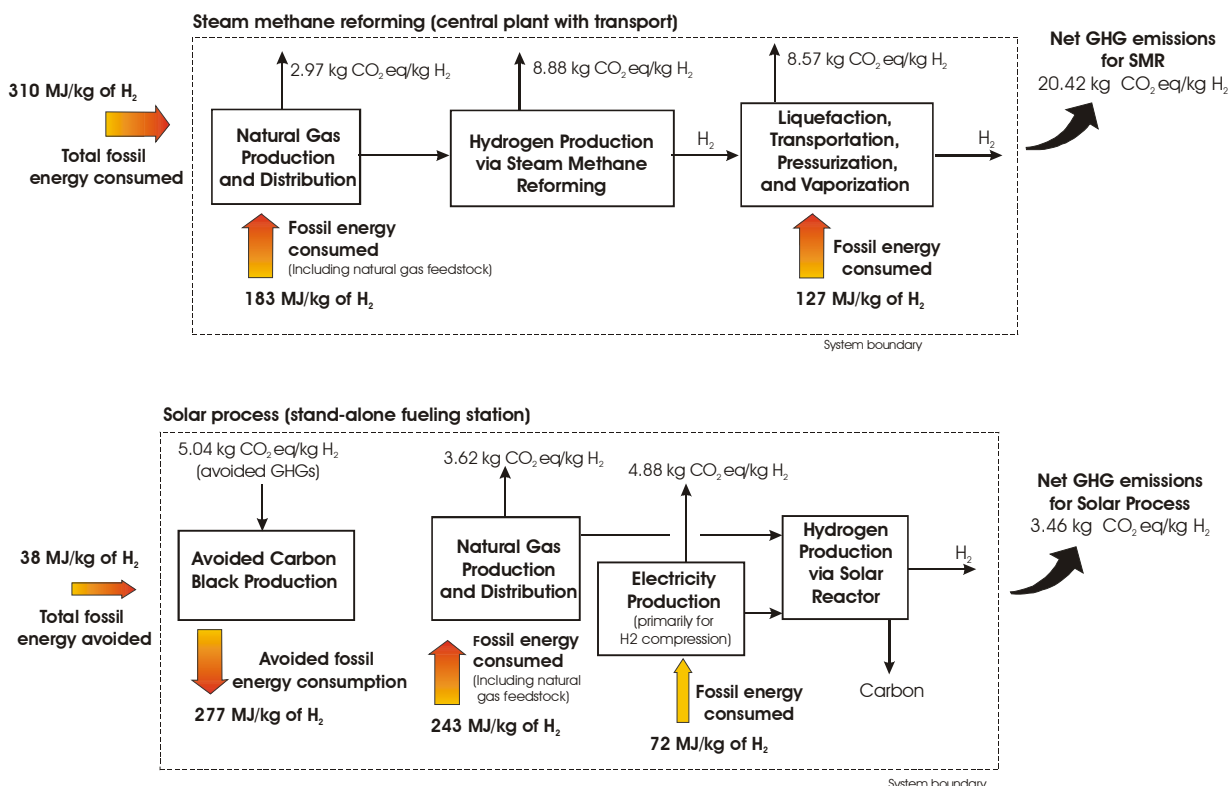 Steam methane reforming (central plant with transport)
310 MJ/kg of H₂
Total fossil
energy consumed
2.97 kg CO₂ eq/kg H₂
8.88 kg CO₂ eq/kg H₂
8.57 kg CO₂ eq/kg H₂
Net GHG emissions
for SMR
20.42 kg CO₂ eq/kg H₂
Natural Gas
Production
and Distribution
Hydrogen Production
via Steam Methane
Reforming
H₂
Liquefaction,
Transportation,
Pressurization,
and Vaporization
H₂
Fossil energy
consumed
(Including natural gas feedstock)
183 MJ/kg of H₂
Fossil energy
consumed
127 MJ/kg of H₂
System boundary
Solar process (stand-alone fueling station)
38 MJ/kg of H₂
Total fossil
energy avoided
5.04 kg CO₂ eq/kg H₂
(avoided GHGs)
3.62 kg CO₂ eq/kg H₂
4.88 kg CO₂ eq/kg H₂
Net GHG emissions
for Solar Process
3.46 kg CO₂ eq/kg H₂
Avoided Carbon
Black Production
Natural Gas
Production
and Distribution
Electricity
Production
(primarily for
H2 compression)
Hydrogen
Production
via Solar
Reactor
H₂
Avoided fossil
energy consumption
277 MJ/kg of H₂
Fossil energy
consumed
(Including natural
gas feedstock)
243 MJ/kg of H₂
Fossil energy
consumed
72 MJ/kg of H₂
Carbon
System boundary